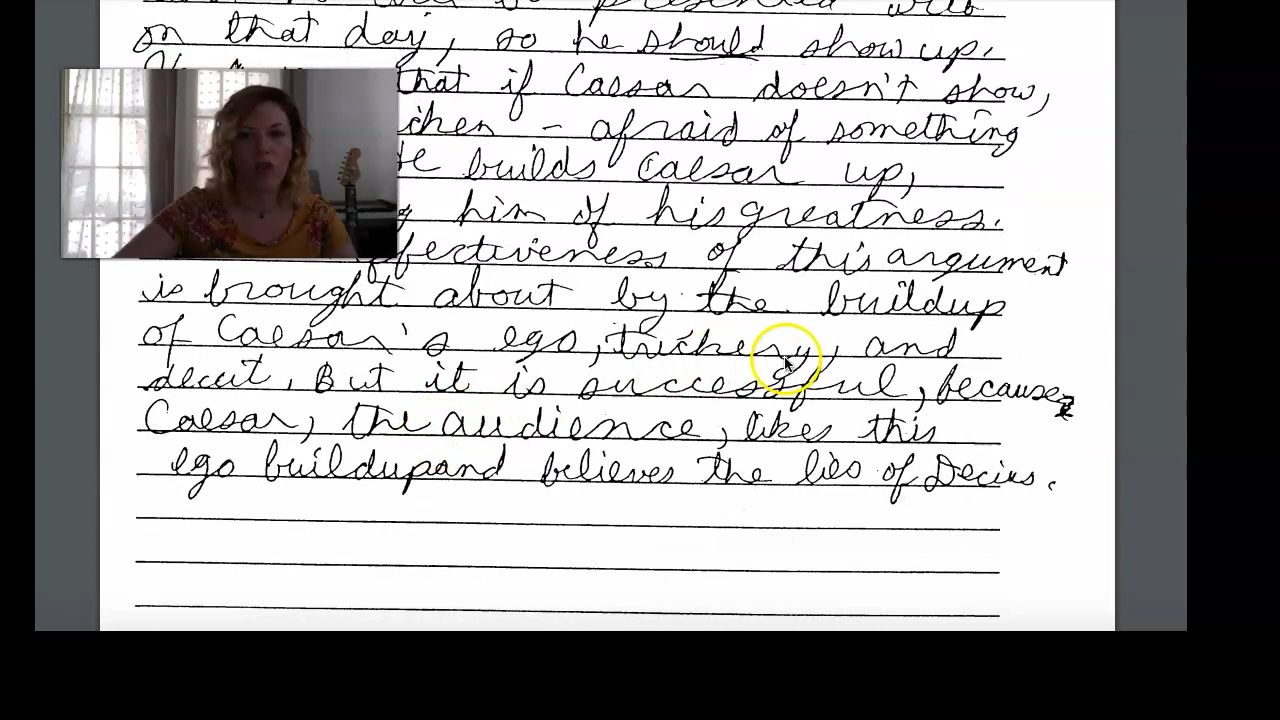 be presented with
on that day, so he should show up.
that if Caesar doesn't show,
afraid of something
builds Caesar up,
him of his greatness.
effectiveness of this argument
is brought about by the buildup
of Caesar's ego, trickery, and
deceit. But it is successful, because
Caesar, the audience, likes this
ego buildup and believes the lies of Decius.